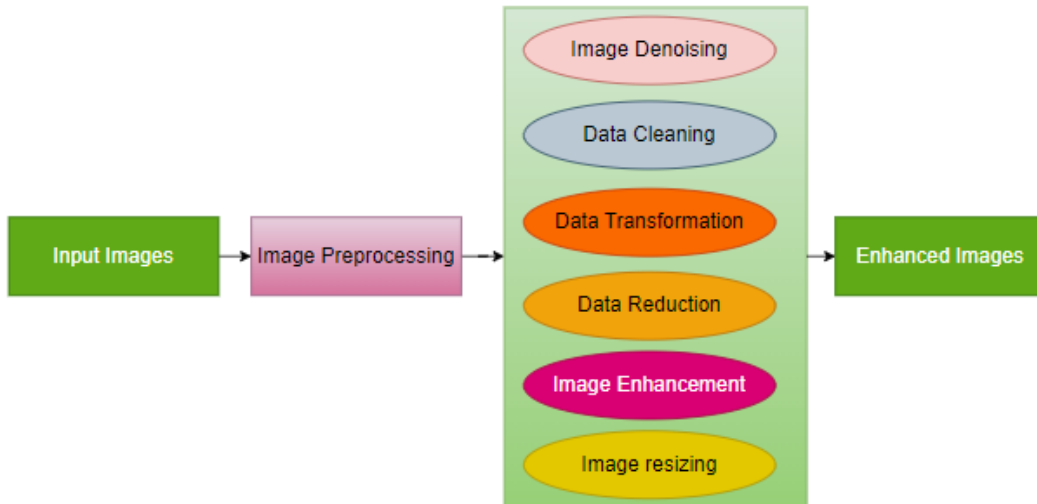 Image Denoising
Data Cleaning
Data Transformation
Data Reduction
Image Enhancement
Image resizing
Input Images
Image Preprocessing
Enhanced Images